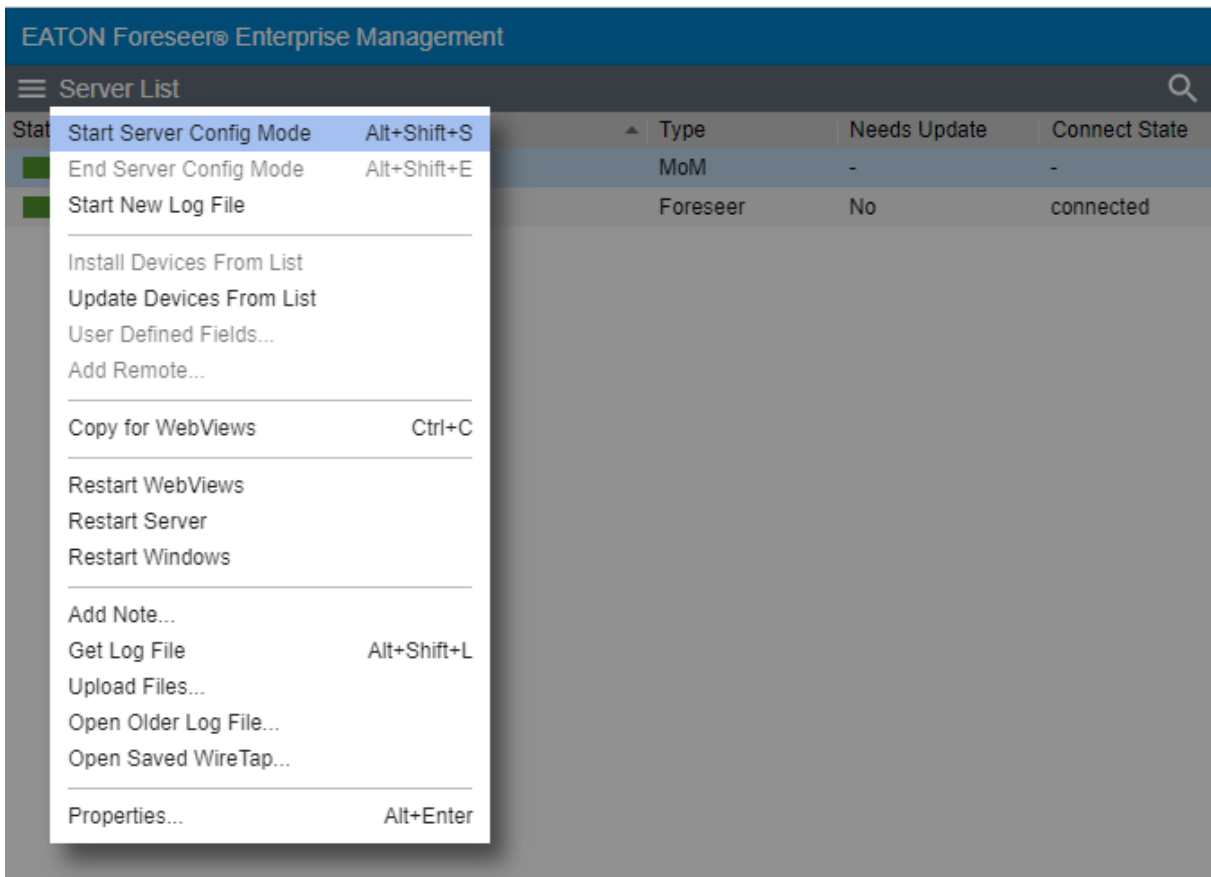 EATON Foreseer® Enterprise Management
Server List
Stat Type Needs Update Connect State
Start Server Config Mode Alt+Shift+S
End Server Config Mode Alt+Shift+E
Start New Log File
Install Devices From List
Update Devices From List
User Defined Fields...
Add Remote...
Copy for WebViews Ctrl+C
Restart WebViews
Restart Server
Restart Windows
Add Note...
Get Log File Alt+Shift+L
Upload Files...
Open Older Log File...
Open Saved WireTap...
Properties... Alt+Enter
MoM - -
Foreseer No connected